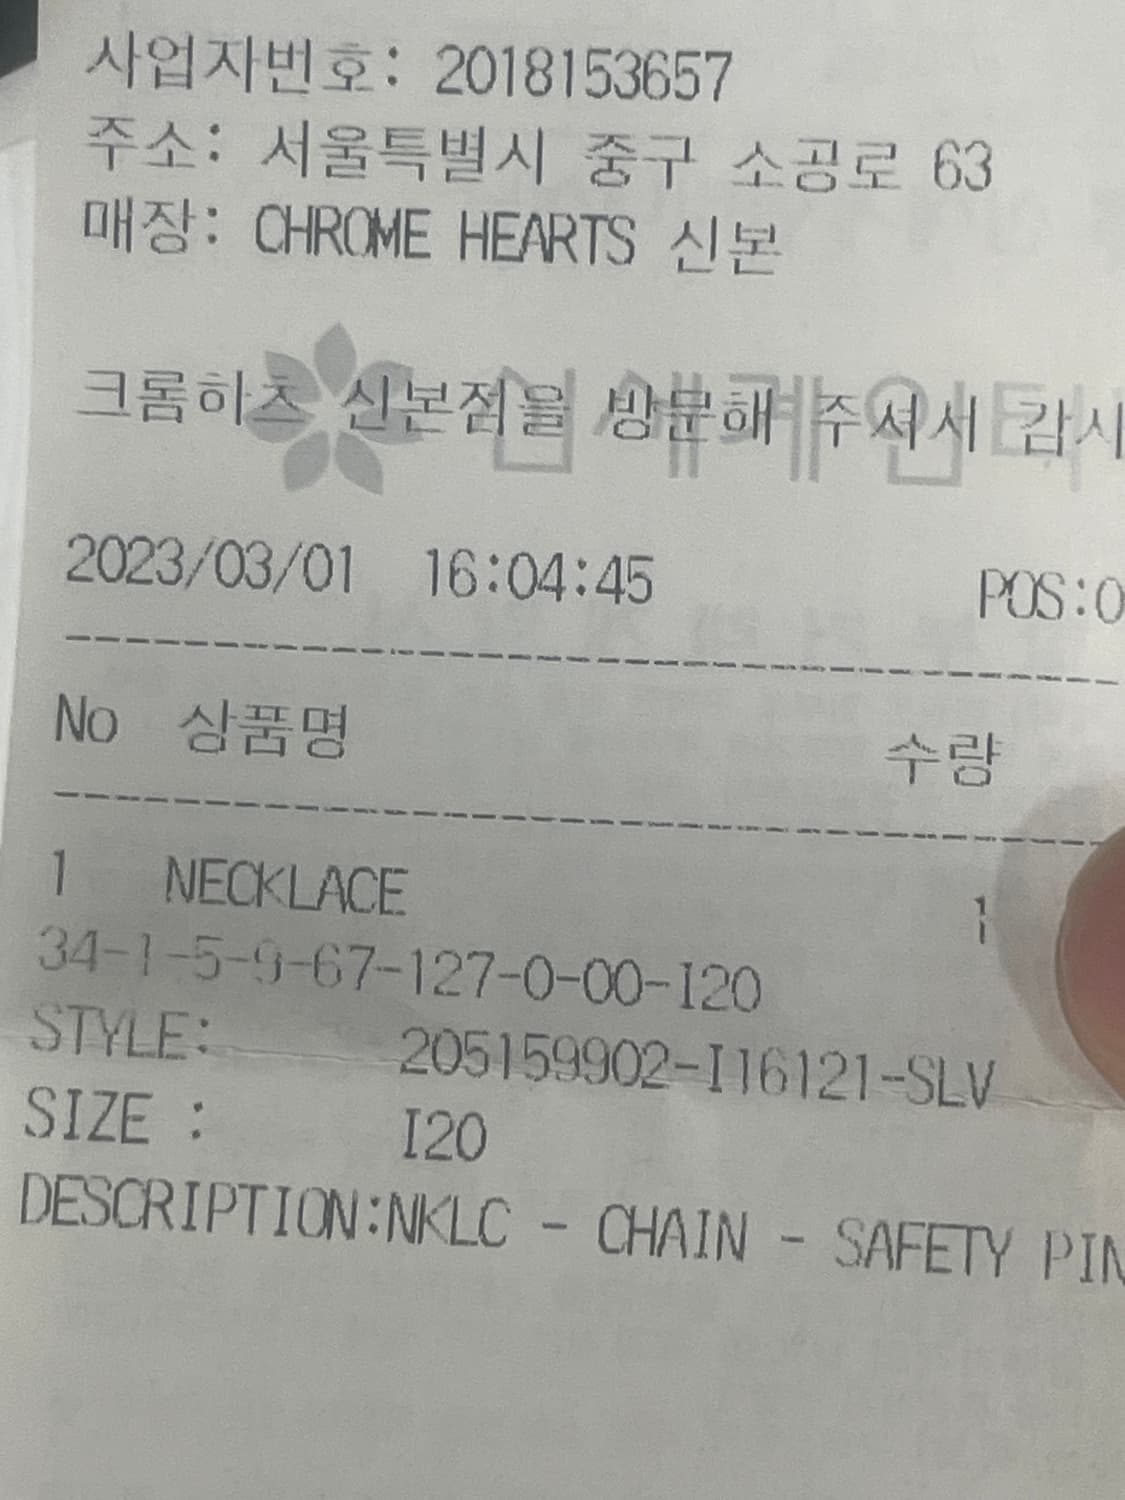 사업자번호: 2018153657
주소: 서울특별시 중구 소공로 63
매장: CHROME HEARTS 신본
크롬하츠 신본점을 방문해 주셔서 감사
2023/03/01 16:04:45 POS:0
No 상품명 수량
1 NECKLACE 1
34-1-5-9-67-127-0-00-I20
STYLE: 205159902-I16121-SLV
SIZE : I20
DESCRIPTION:NKLC - CHAIN - SAFETY PIN